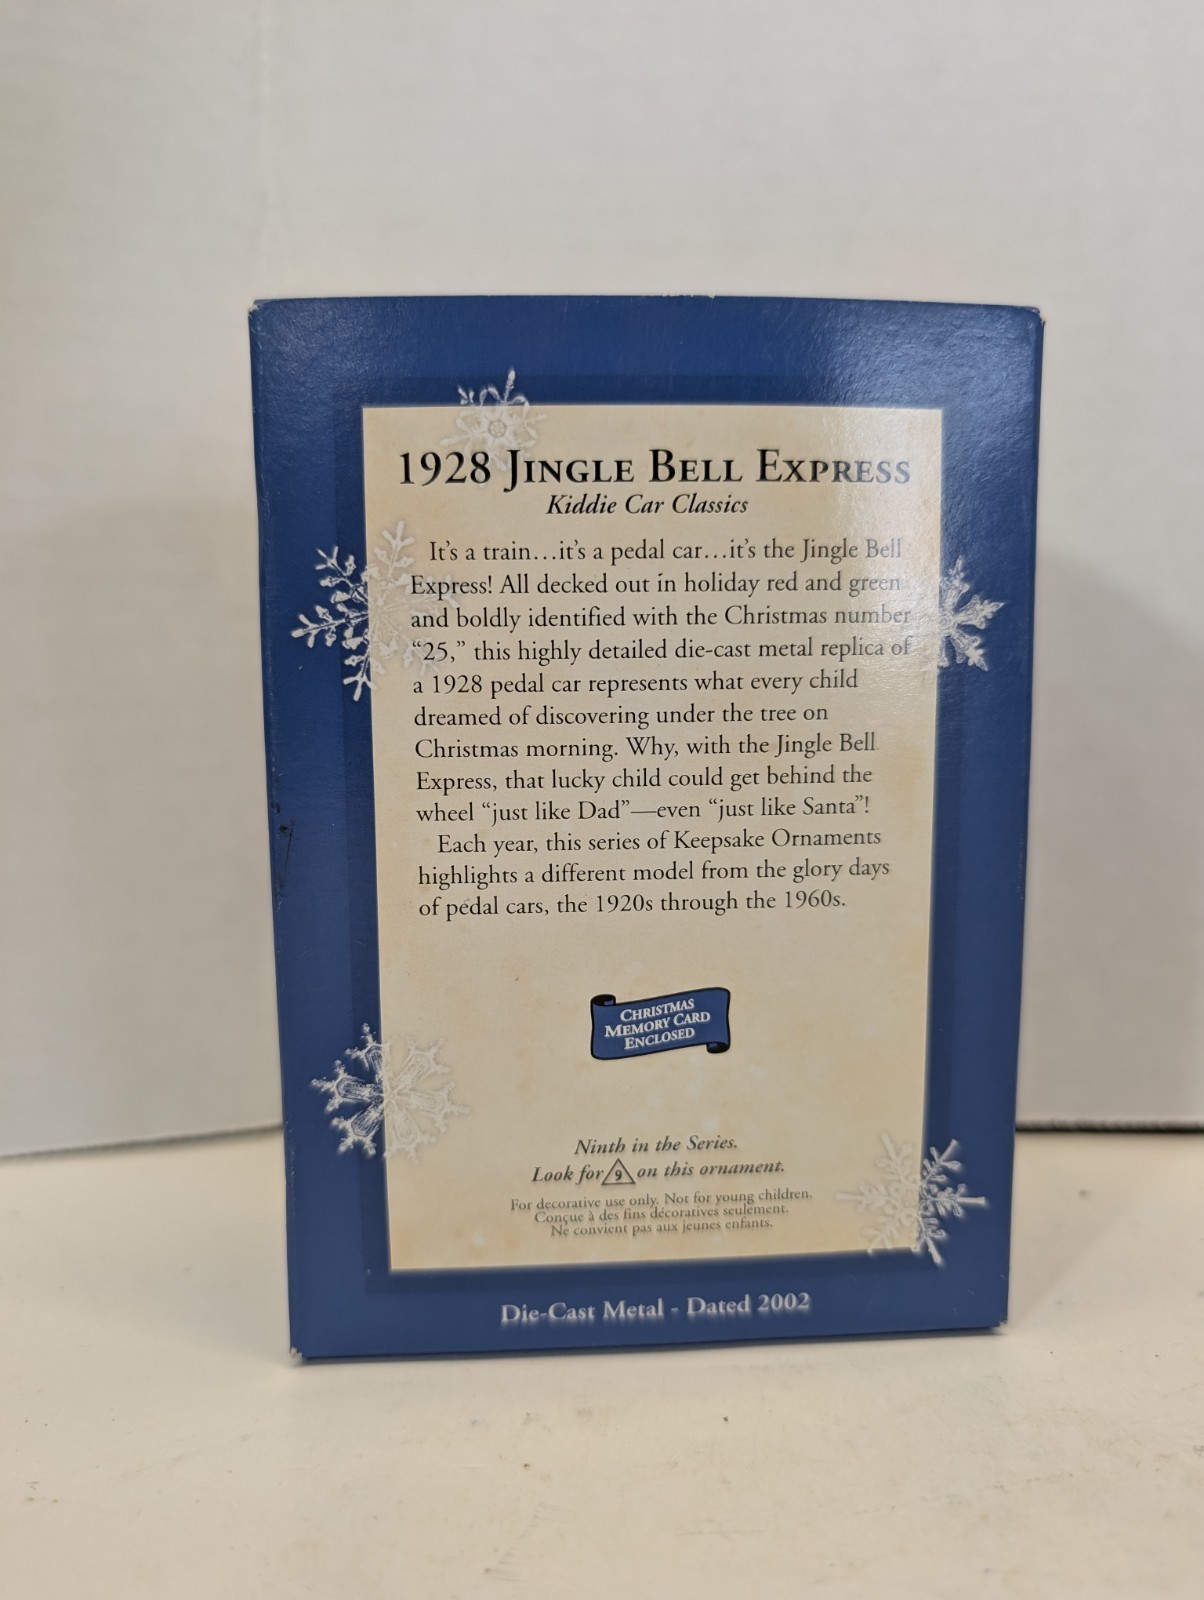 1928 Jingle Bell Express
Kiddie Car Classics
It's a train...it's a pedal car...it's the Jingle Bell
Express! All decked out in holiday red and green
and boldly identified with the Christmas number
“25,” this highly detailed die-cast metal replica of
a 1928 pedal car represents what every child
dreamed of discovering under the tree on
Christmas morning. Why, with the Jingle Bell
Express, that lucky child could get behind the
wheel “just like Dad”—even “just like Santa”!
Each year, this series of Keepsake Ornaments
highlights a different model from the glory days
of pedal cars, the 1920s through the 1960s.
Christmas
Memory Card
Enclosed
Ninth in the Series.
Look for 9 on this ornament.
For decorative use only. Not for young children.
Conçue à des fins décoratives seulement.
Ne convient pas aux jeunes enfants.
Die-Cast Metal - Dated 2002